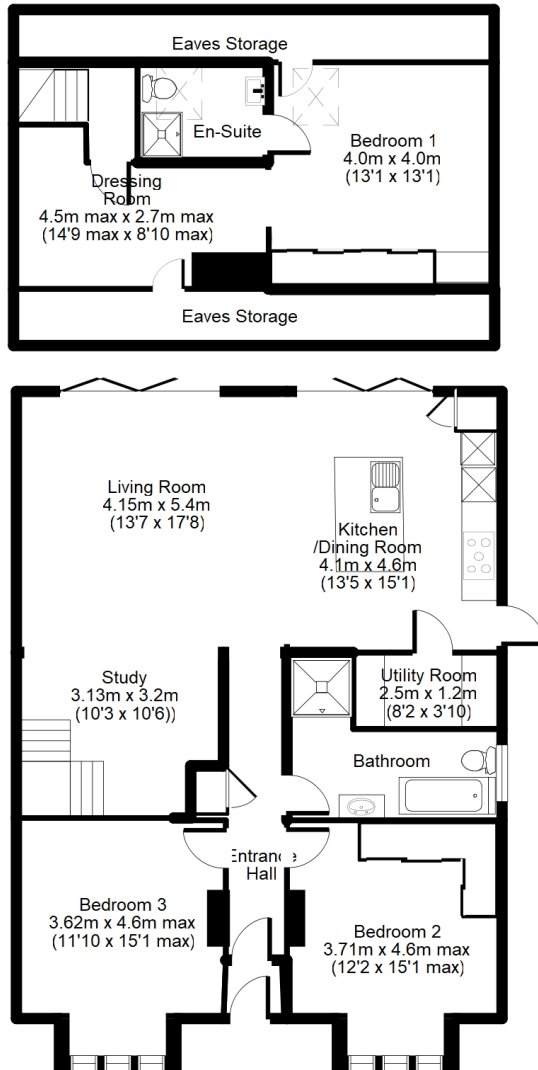 Eaves Storage
En-Suite
Bedroom 1
4.0m x 4.0m
(13'1 x 13'1)
Dressing
Room
4.5m max x 2.7m max
(14'9 max x 8'10 max)
Eaves Storage
Living Room
4.15m x 5.4m
(13'7 x 17'8)
Kitchen
/Dining Room
4.1m x 4.6m
(13'5 x 15'1)
Study
3.13m x 3.2m
(10'3 x 10'6))
Utility Room
2.5m x 1.2m
(8'2 x 3'10)
Bathroom
Entrance
Hall
Bedroom 3
3.62m x 4.6m max
(11'10 x 15'1 max)
Bedroom 2
3.71m x 4.6m max
(12'2 x 15'1 max)